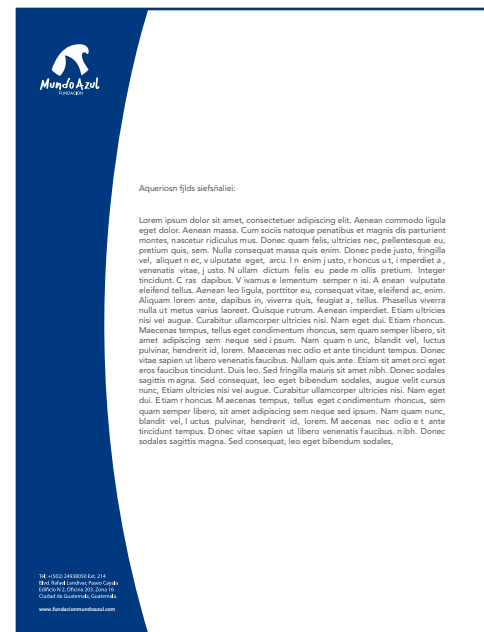 Mundo Azul
FUNDACIÓN
Aqueriosn fjlds siefsñaliei:
Lorem ipsum dolor sit amet, consectetuer adipiscing elit. Aenean commodo ligula
eget dolor. Aenean massa. Cum sociis natoque penatibus et magnis dis parturient
montes, nascetur ridiculus mus. Donec quam felis, ultricies nec, pellentesque eu,
pretium quis, sem. Nulla consequat massa quis enim. Donec pede justo, fringilla
vel, aliquet n ec, v ulputate eget, arcu. I n enim j usto, r honcus u t, i mperdiet a ,
venenatis vitae, j usto. N ullam dictum felis eu pede m ollis pretium. Integer
tincidunt. C ras dapibus. V ivamus e lementum semper n isi. A enean vulputate
eleifend tellus. Aenean leo ligula, porttitor eu, consequat vitae, eleifend ac, enim.
Aliquam lorem ante, dapibus in, viverra quis, feugiat a , tellus. Phasellus viverra
nulla u t metus varius laoreet. Quisque rutrum. Aenean imperdiet. Etiam ultricies
nisi vel augue. Curabitur ullamcorper ultricies nisi. Nam eget dui. Etiam rhoncus.
Maecenas tempus, tellus eget condimentum rhoncus, sem quam semper libero, sit
amet adipiscing sem neque sed i psum. Nam quam n unc, blandit vel, luctus
pulvinar, hendrerit id, lorem. Maecenas nec odio et ante tincidunt tempus. Donec
vitae sapien ut libero venenatis faucibus. Nullam quis ante. Etiam sit amet orci eget
eros faucibus tincidunt. Duis leo. Sed fringilla mauris sit amet nibh. Donec sodales
sagittis m agna. Sed consequat, leo eget bibendum sodales, augue velit c ursus
nunc, Etiam ultricies nisi vel augue. Curabitur ullamcorper ultricies nisi. Nam eget
dui. E tiam r honcus. M aecenas tempus, tellus eget c ondimentum rhoncus, sem
quam semper libero, sit amet adipiscing sem neque sed ipsum. Nam quam nunc,
blandit vel, l uctus pulvinar, hendrerit id, lorem. M aecenas nec odio e t ante
tincidunt tempus. D onec vitae sapien ut libero venenatis f aucibus. n ibh. Donec
sodales sagittis magna. Sed consequat, leo eget bibendum sodales,
Tel: +(502) 24938050 Ext. 214
Blvd. Rafael Landivar, Paseo Cayala
Edificio N 2, Oficina 203. Zona 16
Ciudad de Guatemala, Guatemala.
www.fundacionmundoazul.com